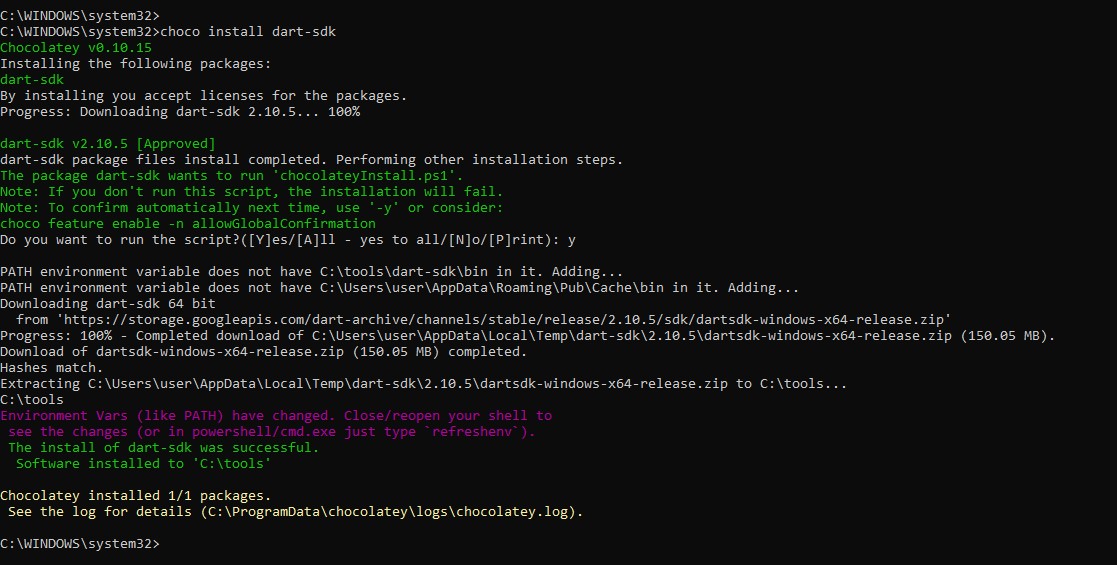 C:\WINDOWS\system32>
C:\WINDOWS\system32>choco install dart-sdk
Chocolatey v0.10.15
Installing the following packages:
dart-sdk
By installing you accept licenses for the packages.
Progress: Downloading dart-sdk 2.10.5... 100%
dart-sdk v2.10.5 [Approved]
dart-sdk package files install completed. Performing other installation steps.
The package dart-sdk wants to run 'chocolateyInstall.ps1'.
Note: If you don't run this script, the installation will fail.
Note: To confirm automatically next time, use '-y' or consider:
choco feature enable -n allowGlobalConfirmation
Do you want to run the script?([Y]es/[A]ll - yes to all/[N]o/[P]rint): y
PATH environment variable does not have C:\tools\dart-sdk\bin in it. Adding...
PATH environment variable does not have C:\Users\user\AppData\Roaming\Pub\Cache\bin in it. Adding...
Downloading dart-sdk 64 bit
  from 'https://storage.googleapis.com/dart-archive/channels/stable/release/2.10.5/sdk/dartsdk-windows-x64-release.zip'
Progress: 100% - Completed download of C:\Users\user\AppData\Local\Temp\dart-sdk\2.10.5\dartsdk-windows-x64-release.zip (150.05 MB).
Download of dartsdk-windows-x64-release.zip (150.05 MB) completed.
Hashes match.
Extracting C:\Users\user\AppData\Local\Temp\dart-sdk\2.10.5\dartsdk-windows-x64-release.zip to C:\tools...
C:\tools
Environment Vars (like PATH) have changed. Close/reopen your shell to
 see the changes (or in powershell/cmd.exe just type `refreshenv`).
 The install of dart-sdk was successful.
  Software installed to 'C:\tools'
Chocolatey installed 1/1 packages.
 See the log for details (C:\ProgramData\chocolatey\logs\chocolatey.log).
C:\WINDOWS\system32>